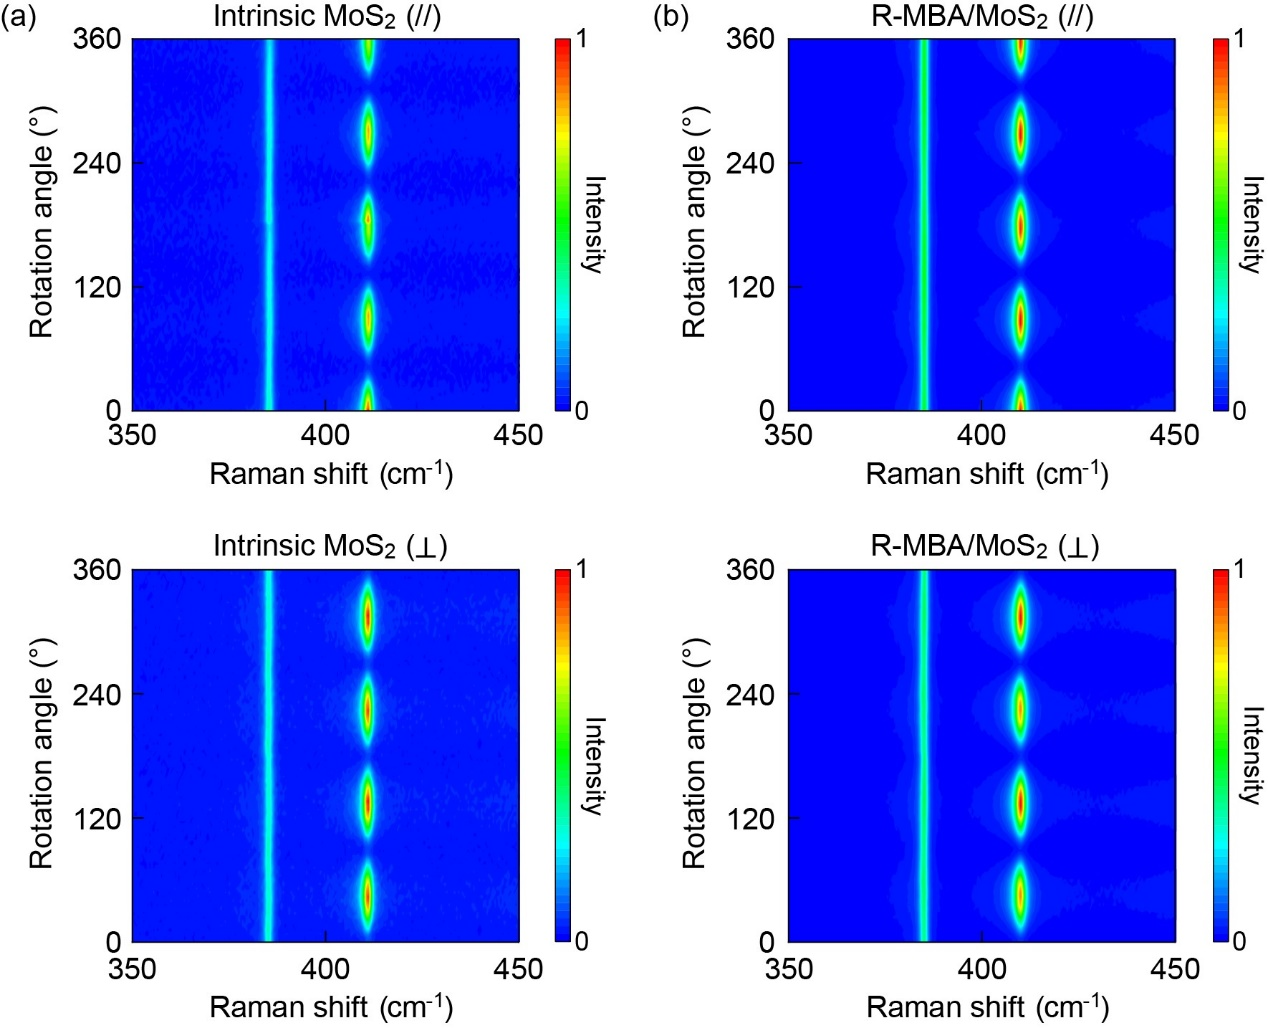 (a)
Intrinsic MoS₂ (//)
360
240
120
0
Rotation angle (°)
350
400
450
Raman shift (cm⁻¹)
1
0
Intensity
(b)
R-MBA/MoS₂ (//)
360
240
120
0
Rotation angle (°)
350
400
450
Raman shift (cm⁻¹)
1
0
Intensity
Intrinsic MoS₂ (⊥)
360
240
120
0
Rotation angle (°)
350
400
450
Raman shift (cm⁻¹)
1
0
Intensity
R-MBA/MoS₂ (⊥)
360
240
120
0
Rotation angle (°)
350
400
450
Raman shift (cm⁻¹)
1
0
Intensity